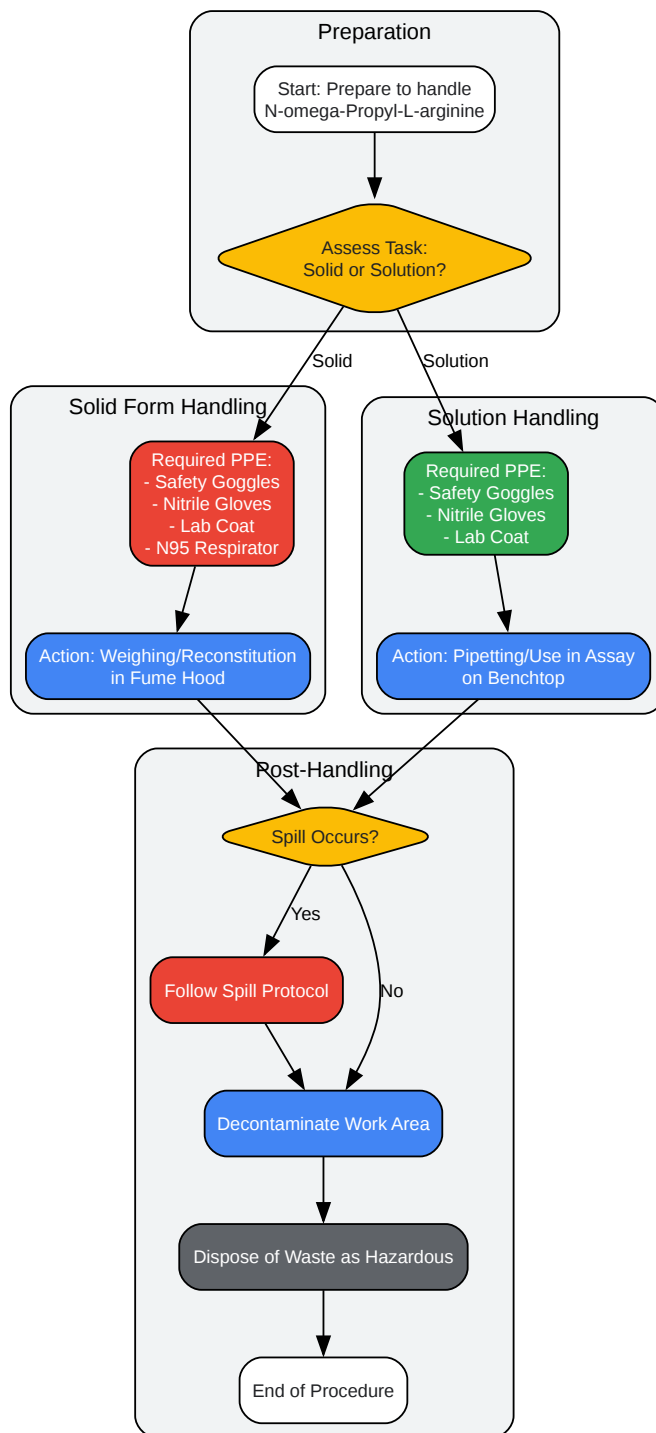 Preparation
Start: Prepare to handle
N-omega-Propyl-L-arginine
Assess Task:
Solid or Solution?
Solid
Solution
Solid Form Handling
Required PPE:
- Safety Goggles
- Nitrile Gloves
- Lab Coat
- N95 Respirator
Action: Weighing/Reconstitution
in Fume Hood
Solution Handling
Required PPE:
- Safety Goggles
- Nitrile Gloves
- Lab Coat
Action: Pipetting/Use in Assay
on Benchtop
Post-Handling
Spill Occurs?
Yes
No
Follow Spill Protocol
Decontaminate Work Area
Dispose of Waste as Hazardous
End of Procedure